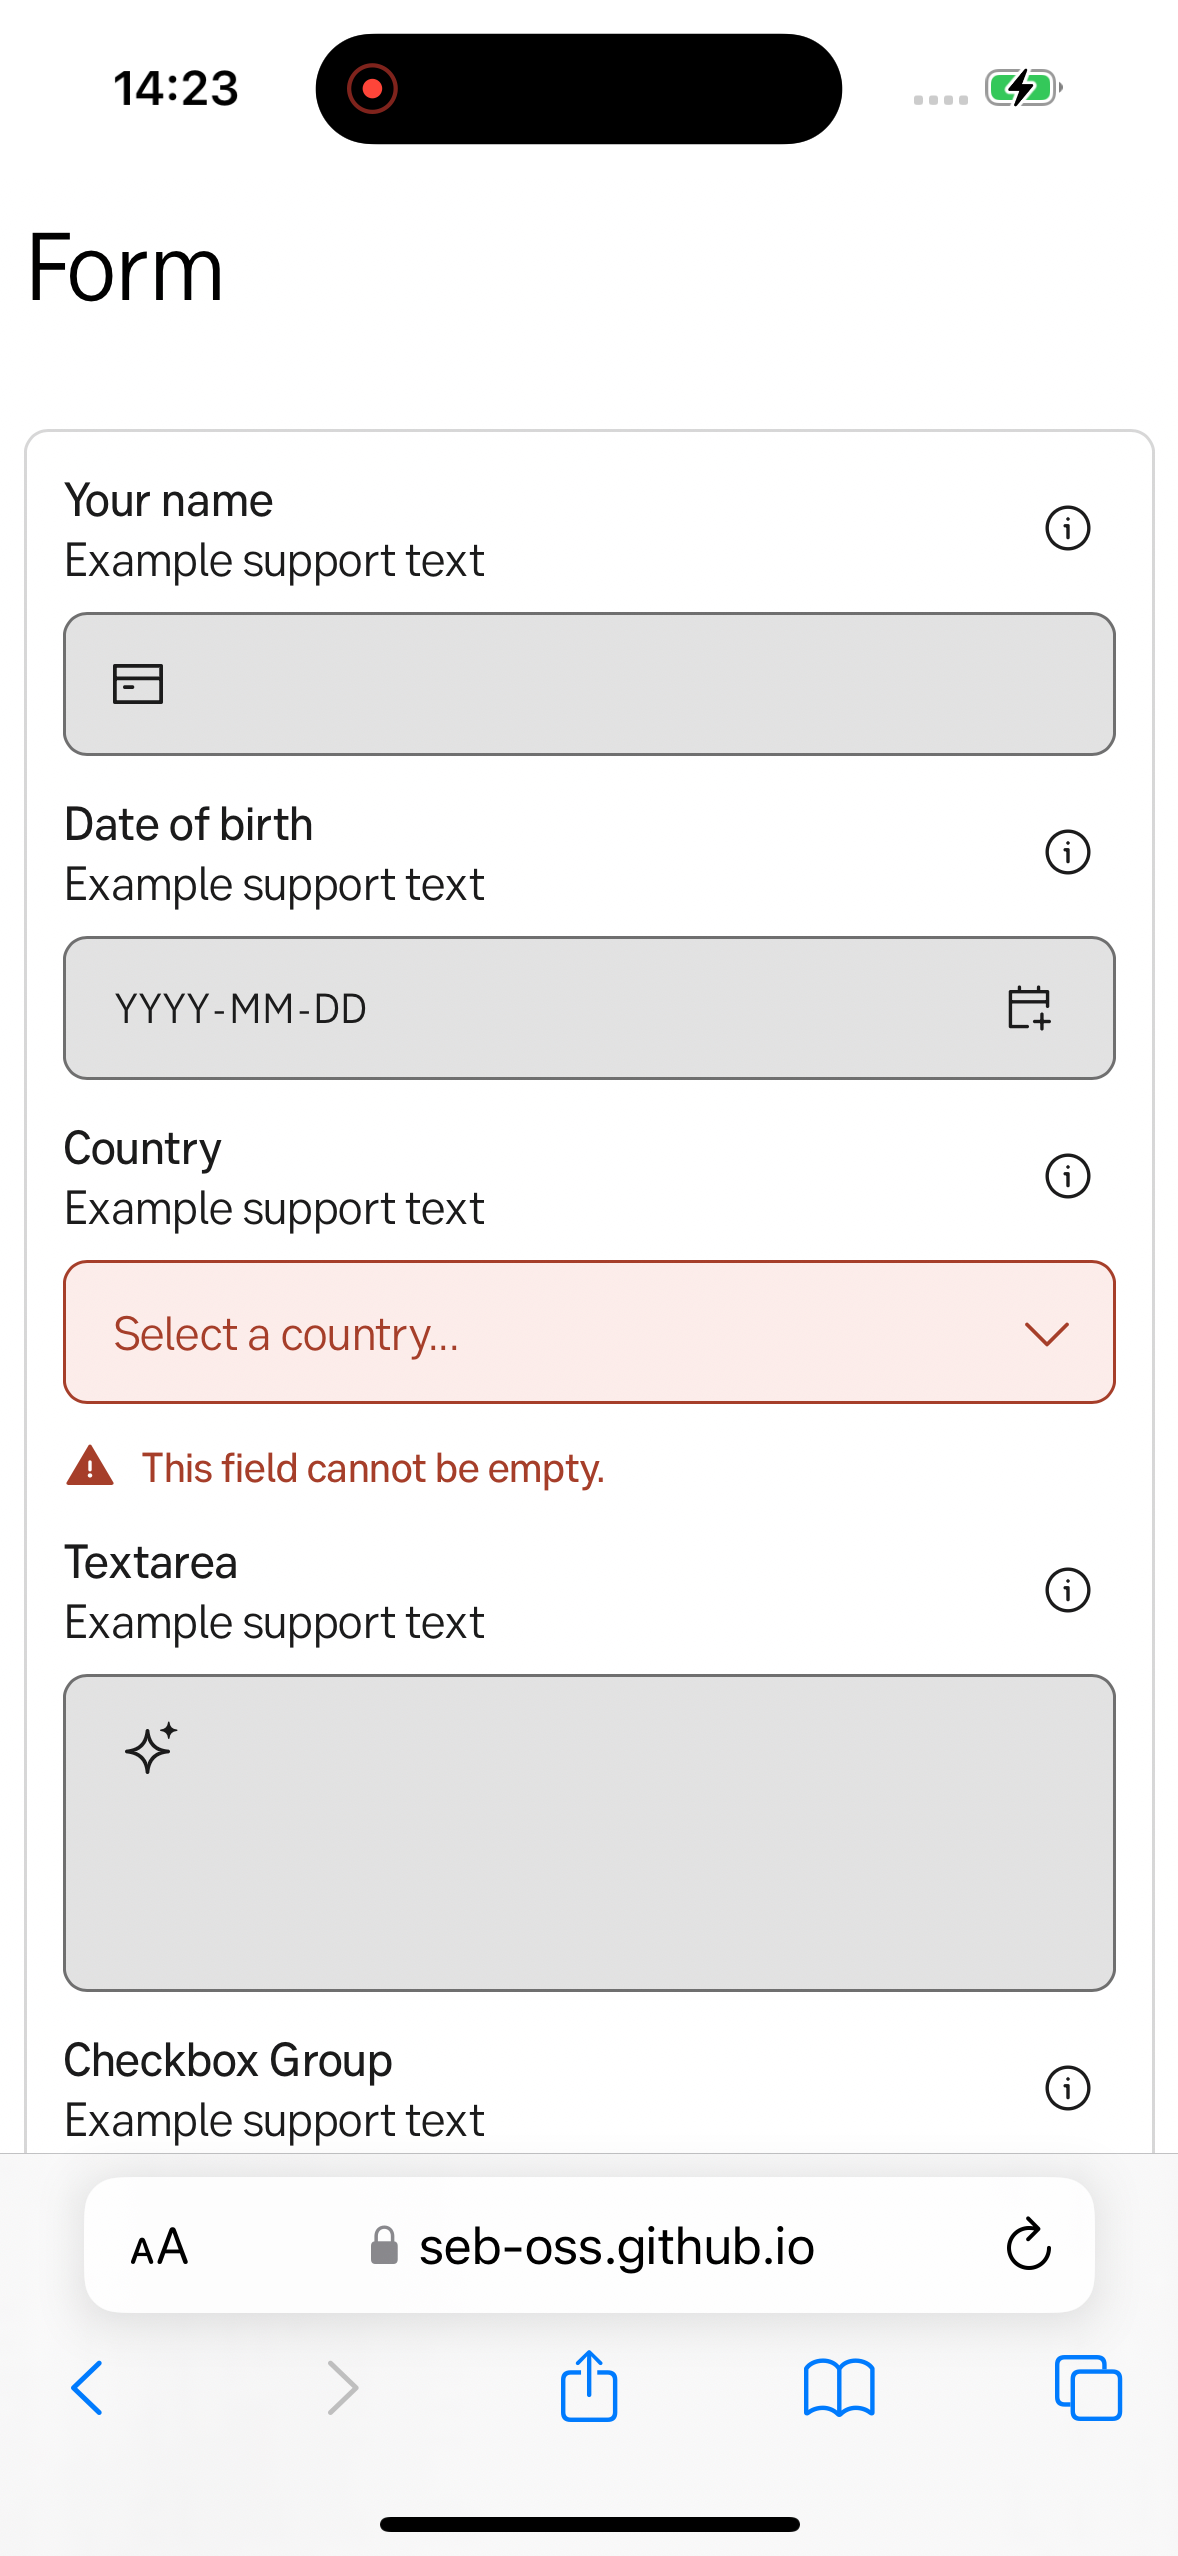 14:23
Form
Your name
Example support text
Date of birth
Example support text
YYYY-MM-DD
Country
Example support text
Select a country...
This field cannot be empty.
Textarea
Example support text
Checkbox Group
Example support text
AA seb-oss.github.io